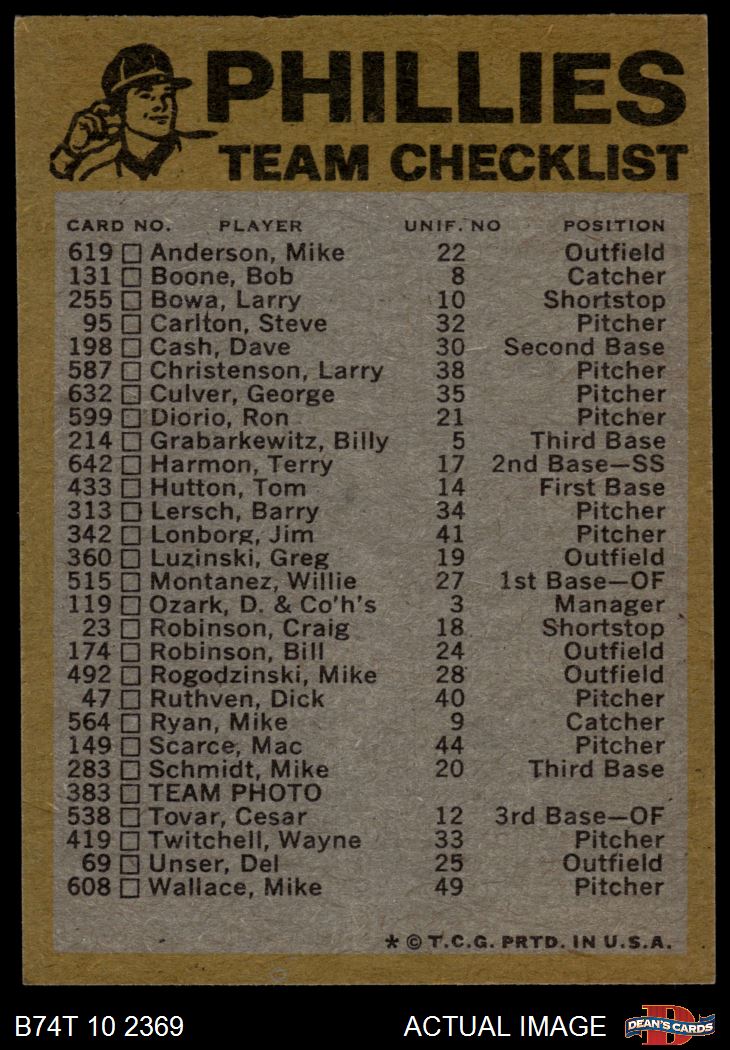 PHILLIES
TEAM CHECKLIST
CARD NO. PLAYER UNIF. NO POSITION
619 Anderson, Mike 22 Outfield
131 Boone, Bob 8 Catcher
255 Bowa, Larry 10 Shortstop
95 Carlton, Steve 32 Pitcher
198 Cash, Dave 30 Second Base
587 Christenson, Larry 38 Pitcher
632 Culver, George 35 Pitcher
599 Diorio, Ron 21 Pitcher
214 Grabarkewitz, Billy 5 Third Base
642 Harmon, Terry 17 2nd Base—SS
433 Hutton, Tom 14 First Base
313 Lersch, Barry 34 Pitcher
342 Lonborg, Jim 41 Pitcher
360 Luzinski, Greg 19 Outfield
515 Montanez, Willie 27 1st Base—OF
119 Ozark, D. & Co'h's 3 Manager
23 Robinson, Craig 18 Shortstop
174 Robinson, Bill 24 Outfield
492 Rogodzinski, Mike 28 Outfield
47 Ruthven, Dick 40 Pitcher
564 Ryan, Mike 9 Catcher
149 Scarce, Mac 44 Pitcher
283 Schmidt, Mike 20 Third Base
383 TEAM PHOTO
538 Tovar, Cesar 12 3rd Base—OF
419 Twitchell, Wayne 33 Pitcher
69 Unser, Del 25 Outfield
608 Wallace, Mike 49 Pitcher
* © T.C.G. PRTD. IN U.S.A.
B74T 10 2369 ACTUAL IMAGE D DEAN'S CARDS